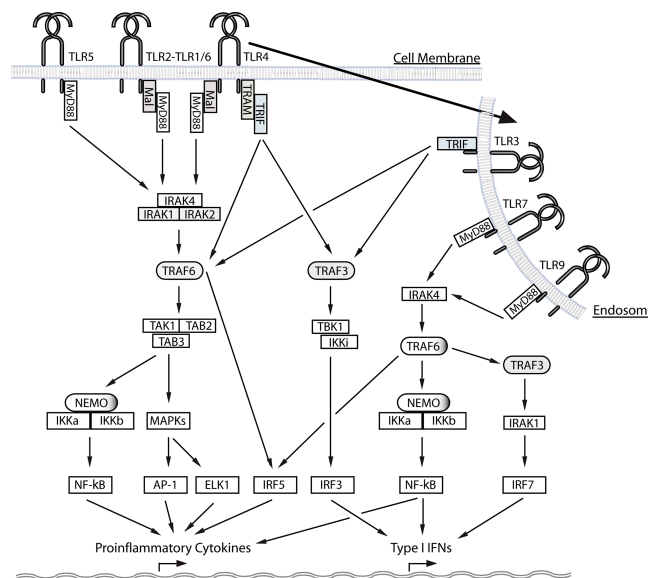 TLR5
TLR2-TLR1/6
TLR4
Cell Membrane
MyD88
Mal
MyD88
MyD88
Mal
TRAM
TRIF
TRIF
TLR3
TLR7
MyD88
TLR9
MyD88
Endosom
IRAK4
IRAK1 IRAK2
TRAF6
TRAF3
IRAK4
TAK1 TAB2
TAB3
TBK1
IKKi
TRAF6
TRAF3
NEMO
IKKa IKKb
MAPKs
NEMO
IKKa IKKb
IRAK1
NF-kB
AP-1
ELK1
IRF5
IRF3
NF-kB
IRF7
Proinflammatory Cytokines
Type I IFNs